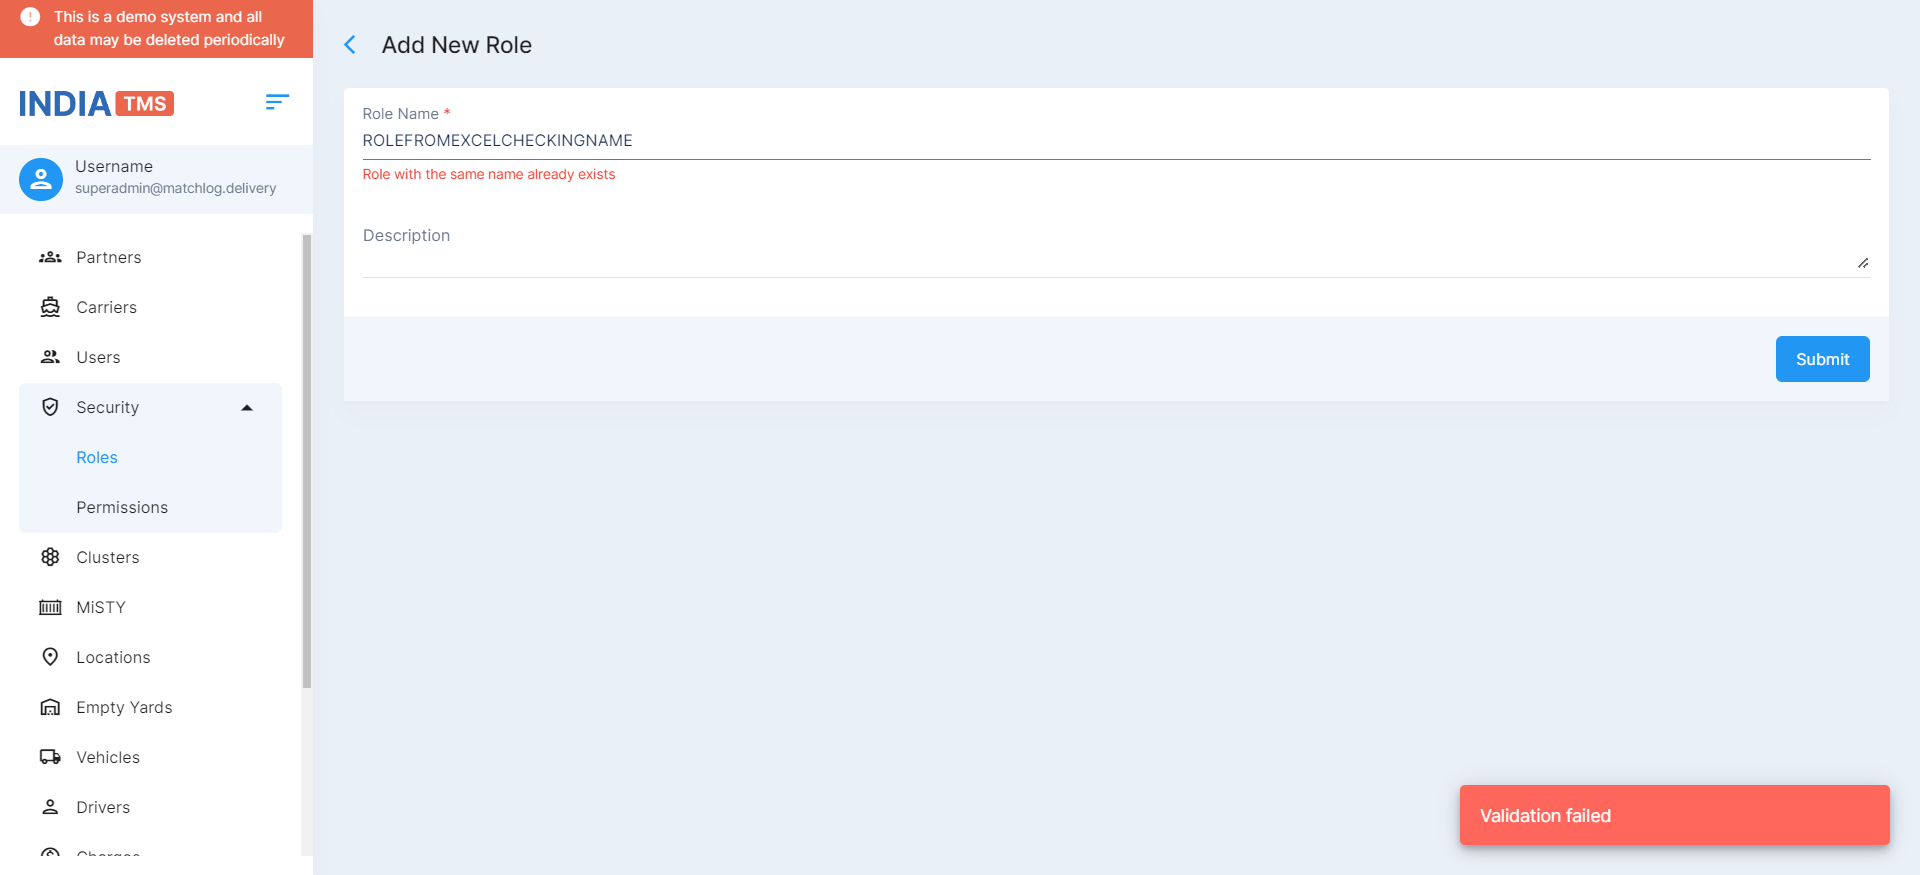 This is a demo system and all
data may be deleted periodically
INDIA TMS
Username
superadmin@matchlog.delivery
Partners
Carriers
Users
Security
Roles
Permissions
Clusters
MiSTY
Locations
Empty Yards
Vehicles
Drivers
Charges
Add New Role
Role Name *
ROLEFROMEXCELCHECKINGNAME
Role with the same name already exists
Description
Submit
Validation failed